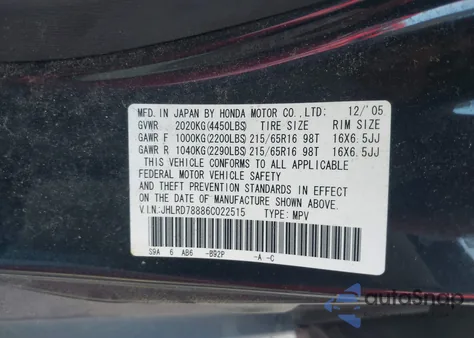 MFD. IN JAPAN BY HONDA MOTOR CO., LTD: 12/'05
GVWR 2020KG(4450LBS) TIRE SIZE RIM SIZE
GAWR F 1000KG(2200LBS) 215/65R16 98T 16X6.5JJ
GAWR R 1040KG(2290LBS) 215/65R16 98T 16X6.5JJ
THIS VEHICLE CONFORMS TO ALL APPLICABLE
FEDERAL MOTOR VEHICLE SAFETY, BUMPER,
AND THEFT PREVENTION STANDARDS IN EFFECT ON
THE DATE OF MANUFACTURE SHOWN ABOVE.
V.I.N: JHLRD78886C022515 TYPE: MPV
S9A 6 AB6 -B92P -A -C
autoSnap